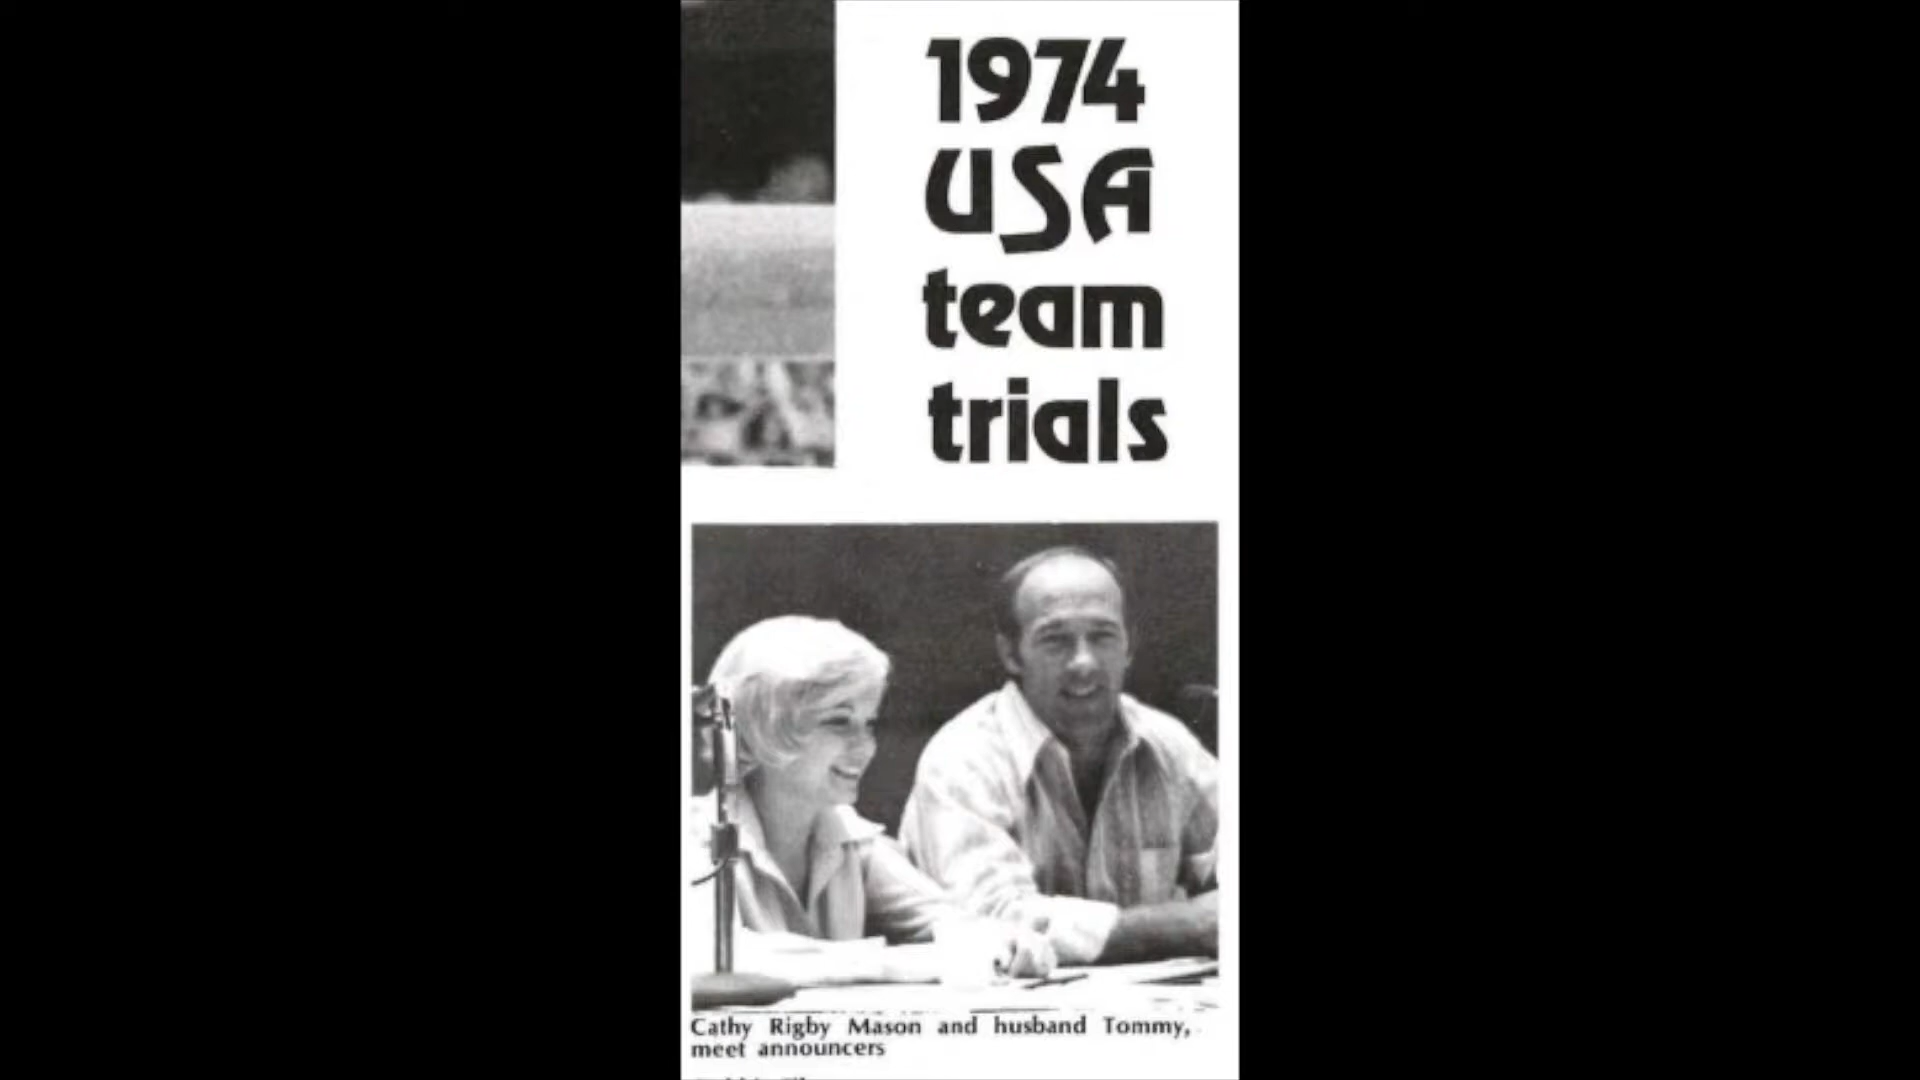 1974
USA
team
trials
Cathy Rigby Mason and husband Tommy,
meet announcers